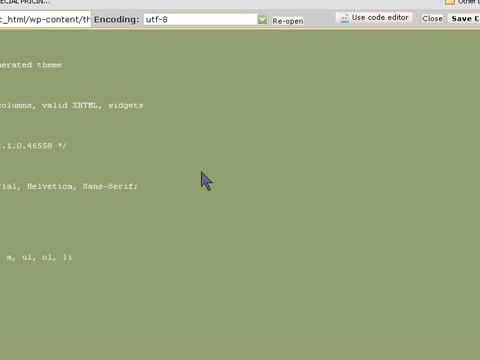 ECIAL PRICIN...
Other
c_html/wp-content/th Encoding: utf-8 Re-open Use code editor Close Save C
nerated theme
columns, valid XHTML, widgets
.1.0.46558 */
ial, Helvetica, Sans-Serif;
a, ul, ol, li